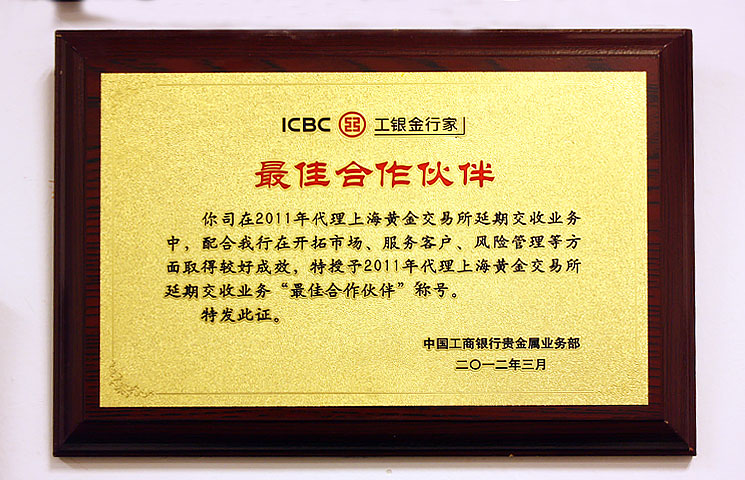 ICBC 工银金行家
最佳合作伙伴
你司在2011年代理上海黄金交易所延期交收业务
中，配合我行在开拓市场、服务客户、风险管理等方
面取得较好成效，特授予2011年代理上海黄金交易所
延期交收业务“最佳合作伙伴”称号。
特发此证。
中国工商银行贵金属业务部
二〇一二年三月